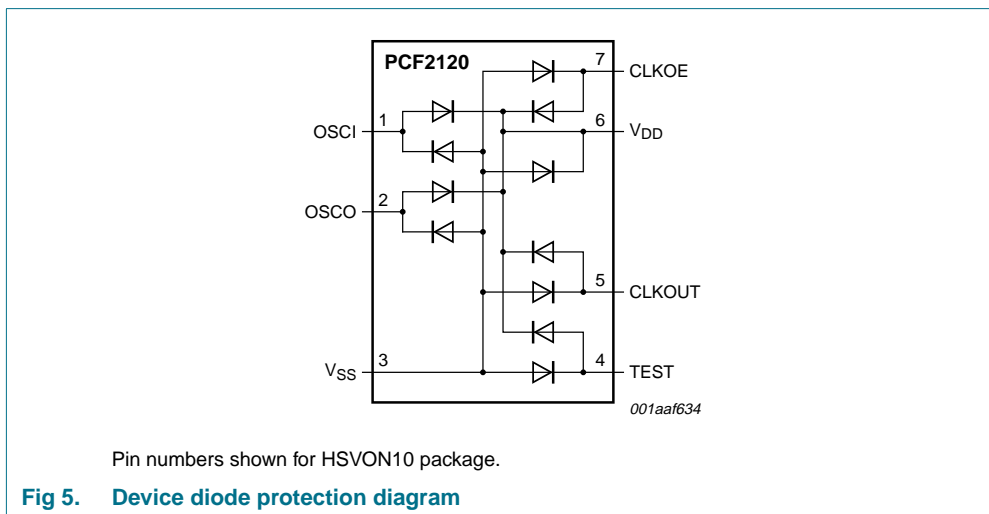 PCF2120
7
CLKOE
1
OSCI
6
VDD
2
OSCO
5
CLKOUT
3
VSS
4
TEST
001aaf634
Pin numbers shown for HSVON10 package.
Fig 5. Device diode protection diagram